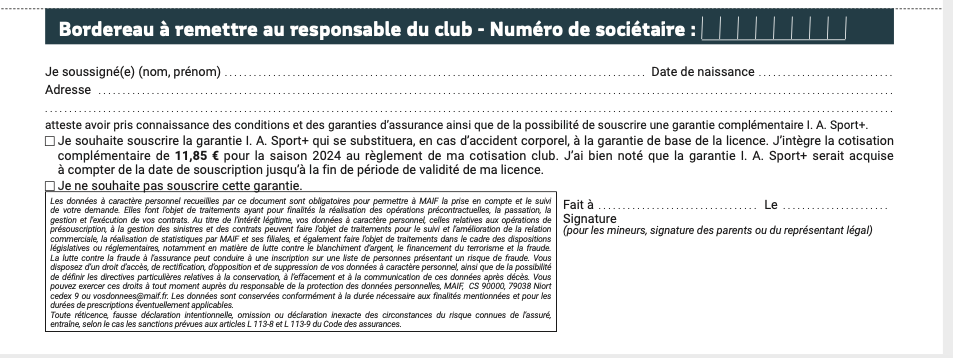 Bordereau à remettre au responsable du club - Numéro de sociétaire :
Je soussigné(e) (nom, prénom) Date de naissance
Adresse
atteste avoir pris connaissance des conditions et des garanties d'assurance ainsi que de la possibilité de souscrire une garantie complémentaire I. A. Sport+.
Je souhaite souscrire la garantie I. A. Sport+ qui se substituera, en cas d'accident corporel, à la garantie de base de la licence. J'intègre la cotisation
complémentaire de 11,85 € pour la saison 2024 au règlement de ma cotisation club. J'ai bien noté que la garantie I. A. Sport+ serait acquise
à compter de la date de souscription jusqu'à la fin de période de validité de ma licence.
Je ne souhaite pas souscrire cette garantie.
Les données à caractère personnel recueillies par ce document sont obligatoires pour permettre à MAIF la prise en compte et le suivi
de votre demande. Elles font l'objet de traitements ayant pour finalités la réalisation des opérations précontractuelles, la passation, la
gestion et l'exécution de vos contrats. Au titre de l'intérêt légitime, vos données à caractère personnel, celles relatives aux opérations de
présouscription, à la gestion des sinistres et des contrats peuvent faire l'objet de traitements pour le suivi et l'amélioration de la relation
commerciale, la réalisation de statistiques par MAIF et ses filiales, et également faire l'objet de traitements dans le cadre des dispositions
législatives ou réglementaires, notamment en matière de lutte contre le blanchiment d'argent, le financement du terrorisme et la fraude.
La lutte contre la fraude à l'assurance peut conduire à une inscription sur une liste de personnes présentant un risque de fraude. Vous
disposez d'un droit d'accès, de rectification, d'opposition et de suppression de vos données à caractère personnel, ainsi que de la possibilité
de définir les directives particulières relatives à la conservation, à l'effacement et à la communication de ces données après décès. Vous
pouvez exercer ces droits à tout moment auprès du responsable de la protection des données personnelles, MAIF, CS 90000, 79038 Niort
cedex 9 ou vosdonnees@maif.fr. Les données sont conservées conformément à la durée nécessaire aux finalités mentionnées et pour les
durées de prescriptions éventuellement applicables.
Toute réticence, fausse déclaration intentionnelle, omission ou déclaration inexacte des circonstances du risque connues de l'assuré,
entraîne, selon le cas les sanctions prévues aux articles L 113-8 et L 113-9 du Code des assurances.
Fait à Le
Signature
(pour les mineurs, signature des parents ou du représentant légal)